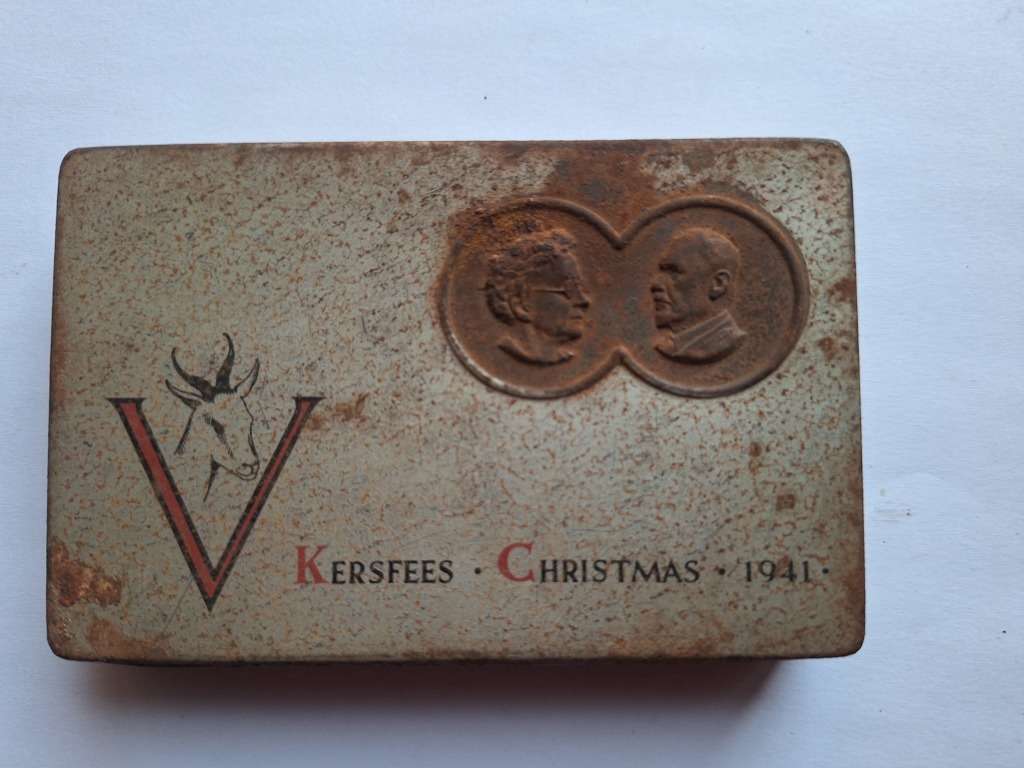 V
KERSFEES · CHRISTMAS · 1941 ·